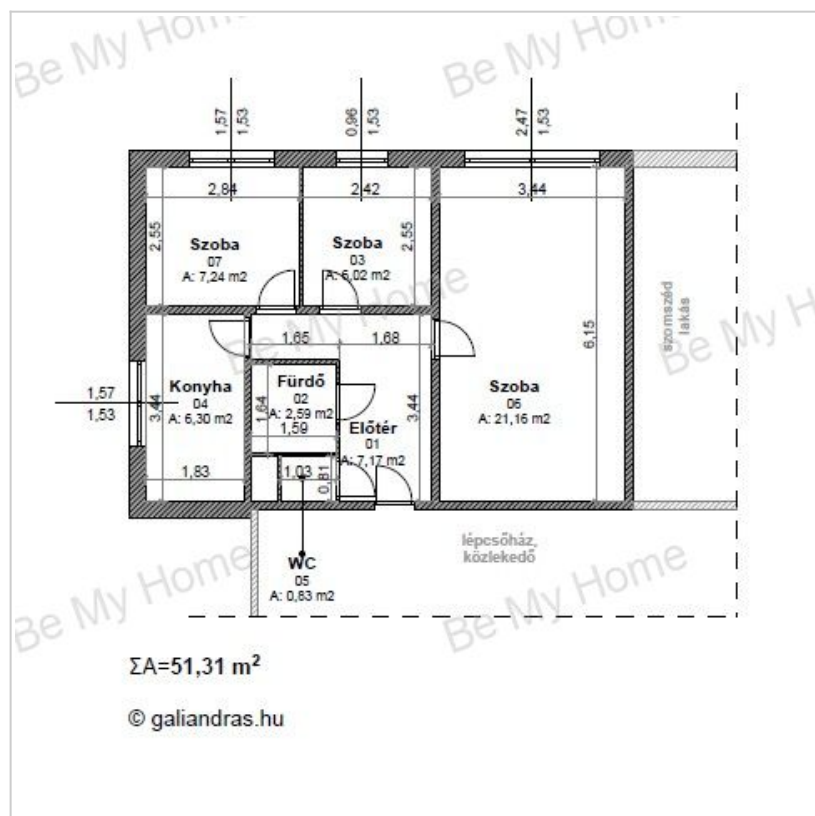 Be My Home
Be My Home
1,57
1,53
0,96
1,53
2,47
1,53
2,84
2,42
3,44
2,55
Szoba
07
A: 7,24 m2
Szoba
03
A: 6,02 m2
2,55
Be My Home
Be My Home
szomszéd
lakás
6,15
1,65
1,68
1,57
1,53
Konyha
04
A: 6,30 m2
3,44
1,83
Fürdő
02
A: 2,59 m2
1,64
1,59
Előtér
01
A: 7,17 m2
3,44
Szoba
06
A: 21,16 m2
1,03
0,81
lépcsőház,
közlekedő
WC
05
A: 0,83 m2
Be My Home
Be My Home
ΣA=51,31 m²
© galiandras.hu